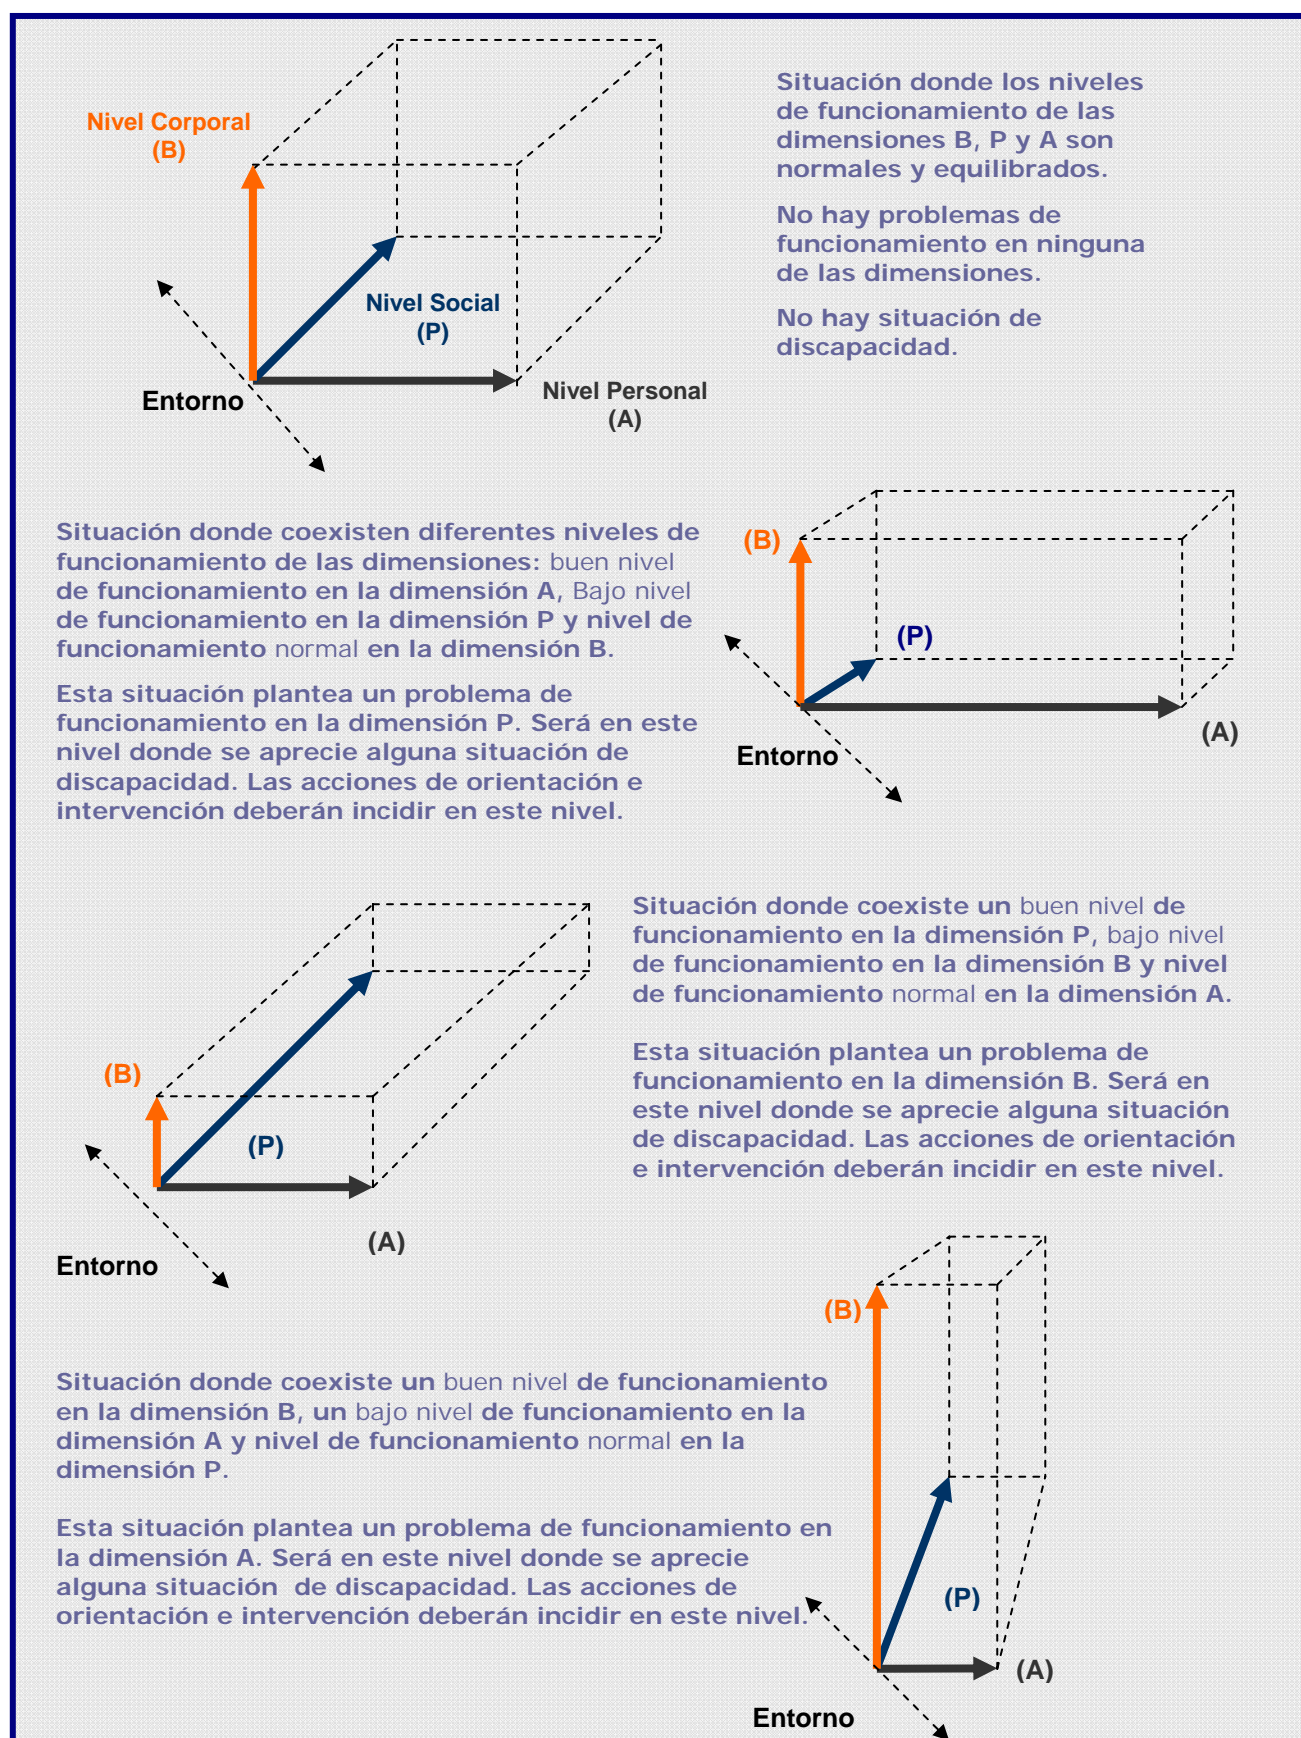 Nivel Corporal
(B)
Nivel Social
(P)
Entorno
Nivel Personal
(A)
Situación donde los niveles
de funcionamiento de las
dimensiones B, P y A son
normales y equilibrados.
No hay problemas de
funcionamiento en ninguna
de las dimensiones.
No hay situación de
discapacidad.
Situación donde coexisten diferentes niveles de
funcionamiento de las dimensiones: buen nivel
de funcionamiento en la dimensión A, Bajo nivel
de funcionamiento en la dimensión P y nivel de
funcionamiento normal en la dimensión B.
Esta situación plantea un problema de
funcionamiento en la dimensión P. Será en este
nivel donde se aprecie alguna situación de
discapacidad. Las acciones de orientación e
intervención deberán incidir en este nivel.
(B)
(P)
(A)
Entorno
(B)
(P)
(A)
Entorno
Situación donde coexiste un buen nivel de
funcionamiento en la dimensión P, bajo nivel
de funcionamiento en la dimensión B y nivel
de funcionamiento normal en la dimensión A.
Esta situación plantea un problema de
funcionamiento en la dimensión B. Será en
este nivel donde se aprecie alguna situación
de discapacidad. Las acciones de orientación
e intervención deberán incidir en este nivel.
Situación donde coexiste un buen nivel de funcionamiento
en la dimensión B, un bajo nivel de funcionamiento en la
dimensión A y nivel de funcionamiento normal en la
dimensión P.
Esta situación plantea un problema de funcionamiento en
la dimensión A. Será en este nivel donde se aprecie
alguna situación de discapacidad. Las acciones de
orientación e intervención deberán incidir en este nivel.
(B)
(P)
(A)
Entorno